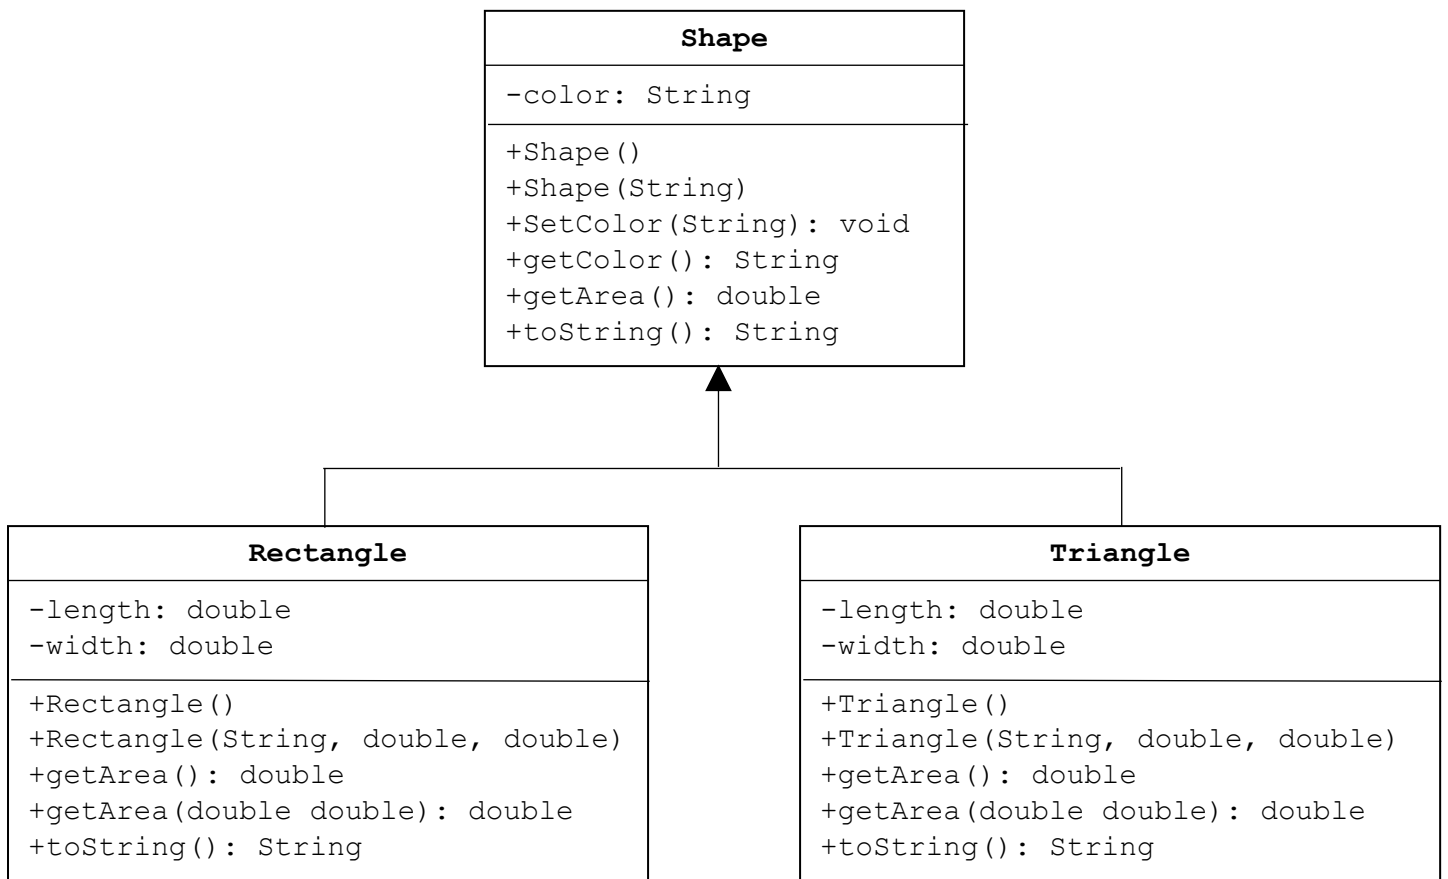 Shape
-color: String
+Shape()
+Shape(String)
+SetColor(String): void
+getColor(): String
+getArea(): double
+toString(): String
Rectangle
-length: double
-width: double
+Rectangle()
+Rectangle(String, double, double)
+getArea(): double
+getArea(double double): double
+toString(): String
Triangle
-length: double
-width: double
+Triangle()
+Triangle(String, double, double)
+getArea(): double
+getArea(double double): double
+toString(): String